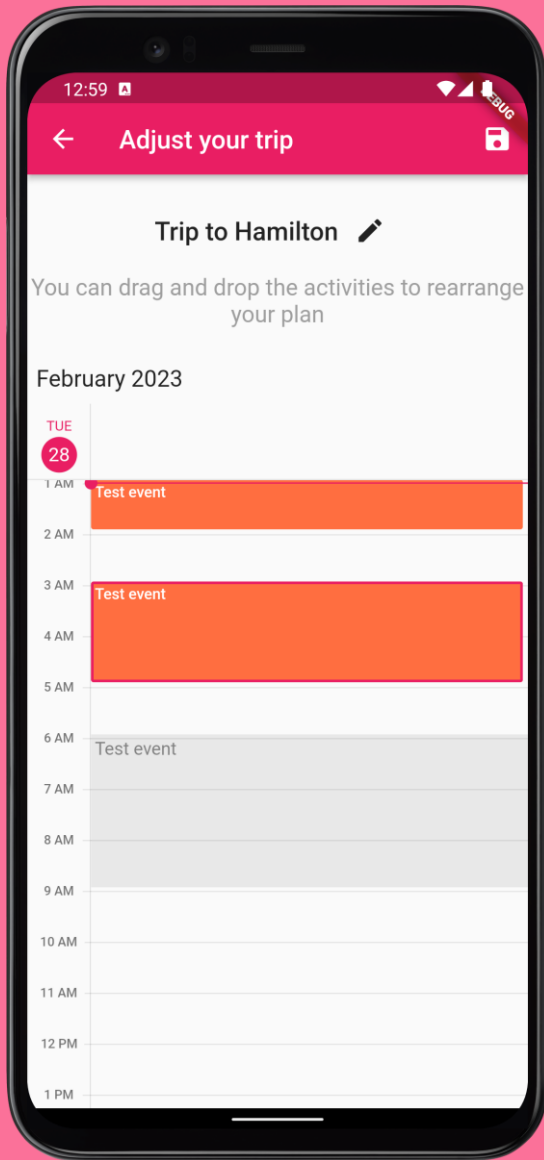 12:59 A
EBUG
Adjust your trip
Trip to Hamilton
You can drag and drop the activities to rearrange
your plan
February 2023
TUE
28
1 AM
Test event
2 AM
3 AM
Test event
4 AM
5 AM
6 AM
Test event
7 AM
8 AM
9 AM
10 AM
11 AM
12 PM
1 PM